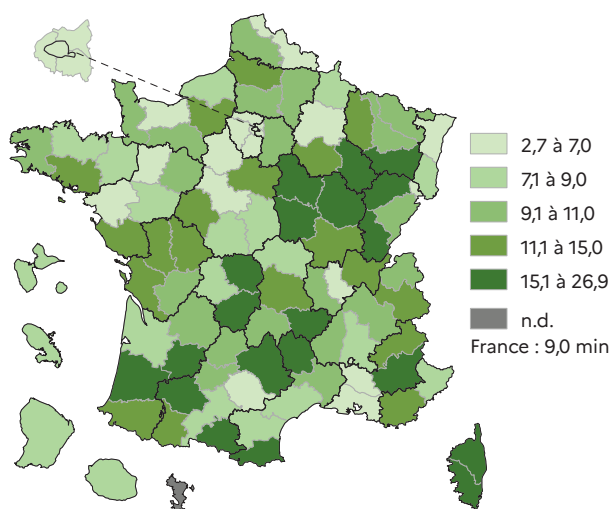 2,7 à 7,0
7,1 à 9,0
9,1 à 11,0
11,1 à 15,0
15,1 à 26,9
n.d.
France : 9,0 min